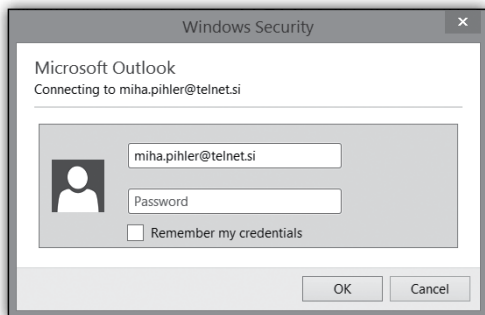 Windows Security
Microsoft Outlook
Connecting to miha.pihler@telnet.si
miha.pihler@telnet.si
Password
Remember my credentials
OK Cancel